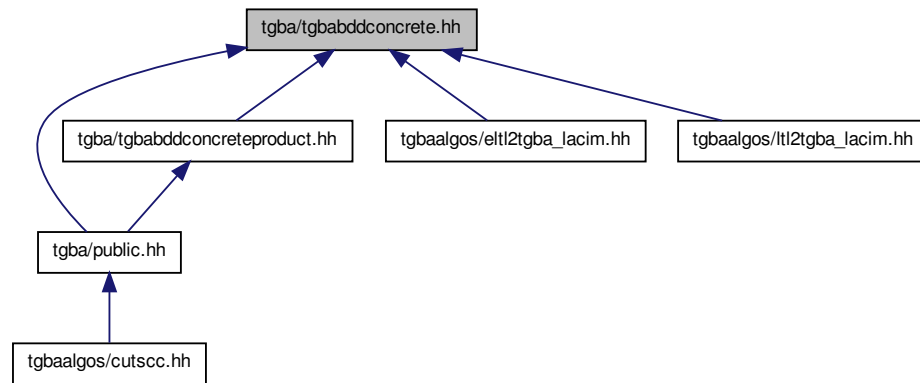 tgba/tgbabddconcrete.hh
tgba/tgbabddconcreteproduct.hh
tgbaalgos/eltl2tgba_lacim.hh
tgbaalgos/ltl2tgba_lacim.hh
tgba/public.hh
tgbaalgos/cutscc.hh